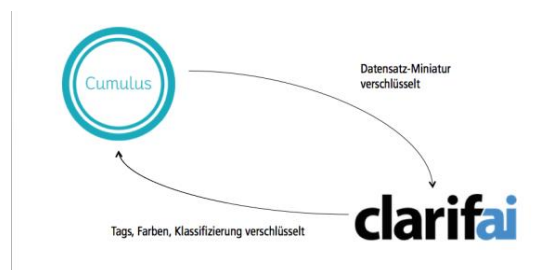 Cumulus
Datensatz-Miniatur
verschlüsselt
clarifai
Tags, Farben, Klassifizierung verschlüsselt